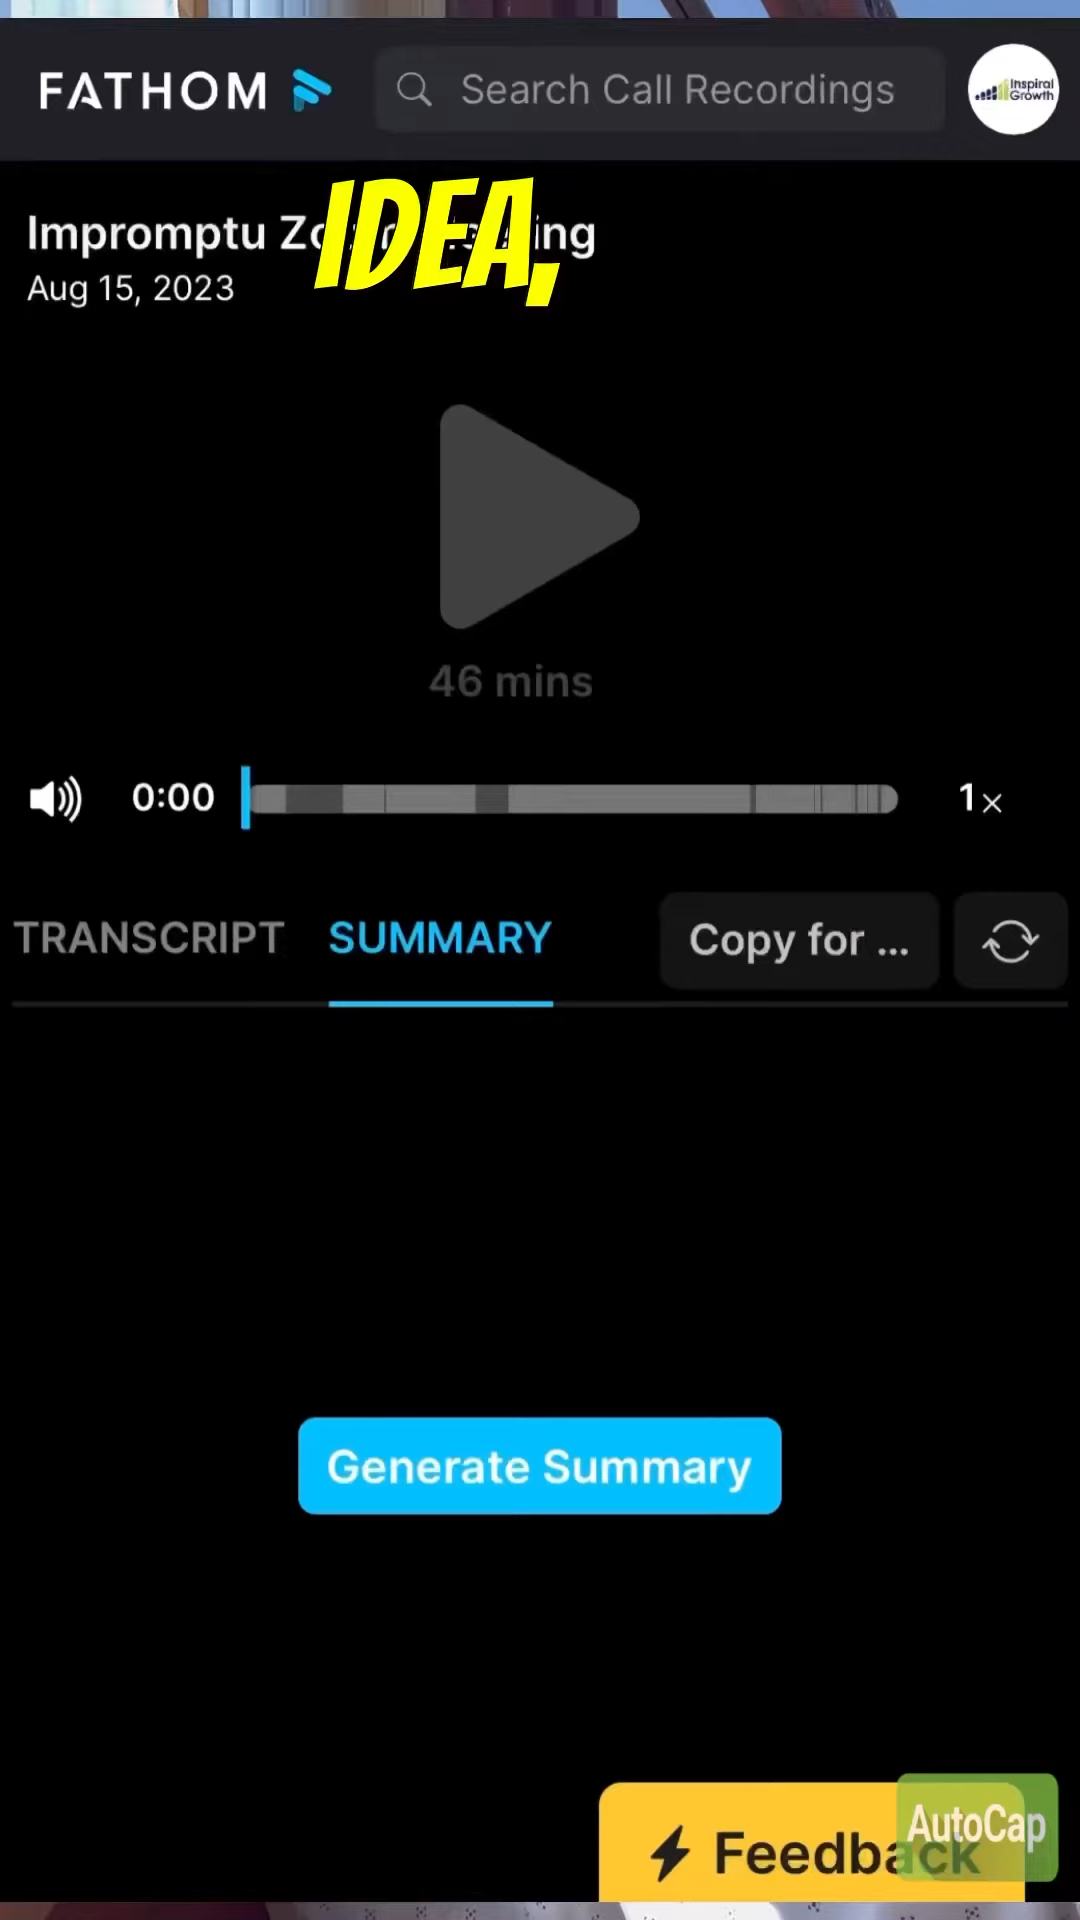 FATHOM
Search Call Recordings
Inspiral
Growth
Impromptu
IDEA,
Aug 15, 2023
46 mins
0:00
1×
TRANSCRIPT
SUMMARY
Copy for ...
Generate Summary
Feedback
AutoCap